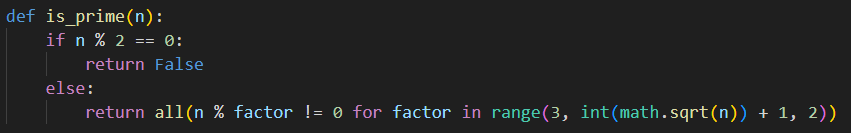 def is_prime(n):
    if n % 2 == 0:
        return False
    else:
        return all(n % factor != 0 for factor in range(3, int(math.sqrt(n)) + 1, 2))